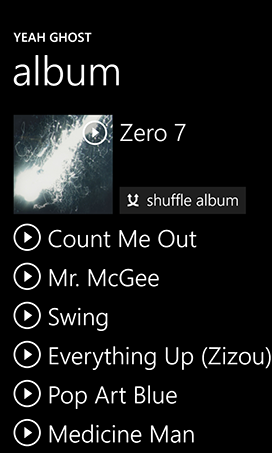 YEAH GHOST
album
Zero 7
shuffle album
Count Me Out
Mr. McGee
Swing
Everything Up (Zizou)
Pop Art Blue
Medicine Man